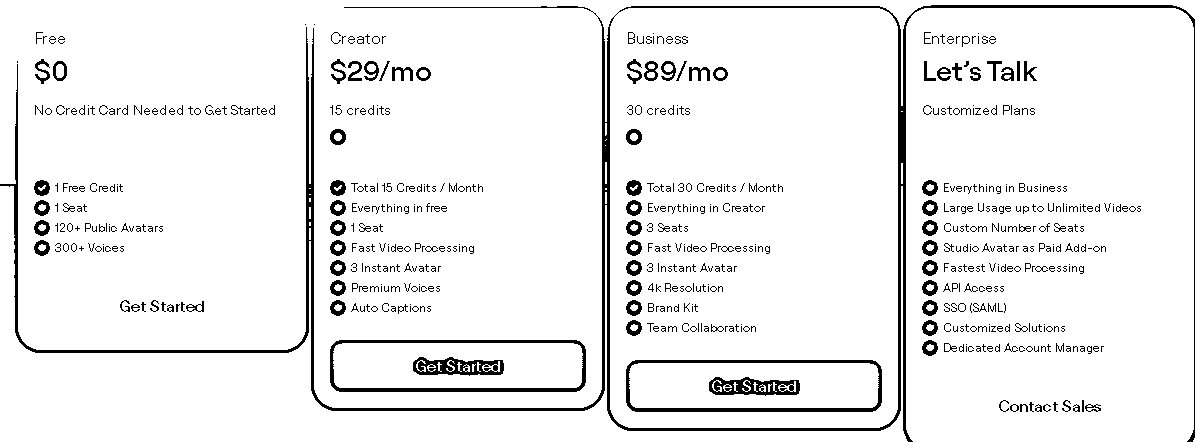 Free
$0
No Credit Card Needed to Get Started
1 Free Credit
1 Seat
120+ Public Avatars
300+ Voices
Get Started
Creator
$29/mo
15 credits
Total 15 Credits / Month
Everything in free
1 Seat
Fast Video Processing
3 Instant Avatar
Premium Voices
Auto Captions
Get Started
Business
$89/mo
30 credits
Total 30 Credits / Month
Everything in Creator
3 Seats
Fast Video Processing
3 Instant Avatar
4k Resolution
Brand Kit
Team Collaboration
Get Started
Enterprise
Let's Talk
Customized Plans
Everything in Business
Large Usage up to Unlimited Videos
Custom Number of Seats
Studio Avatar as Paid Add-on
Fastest Video Processing
API Access
SSO (SAML)
Customized Solutions
Dedicated Account Manager
Contact Sales